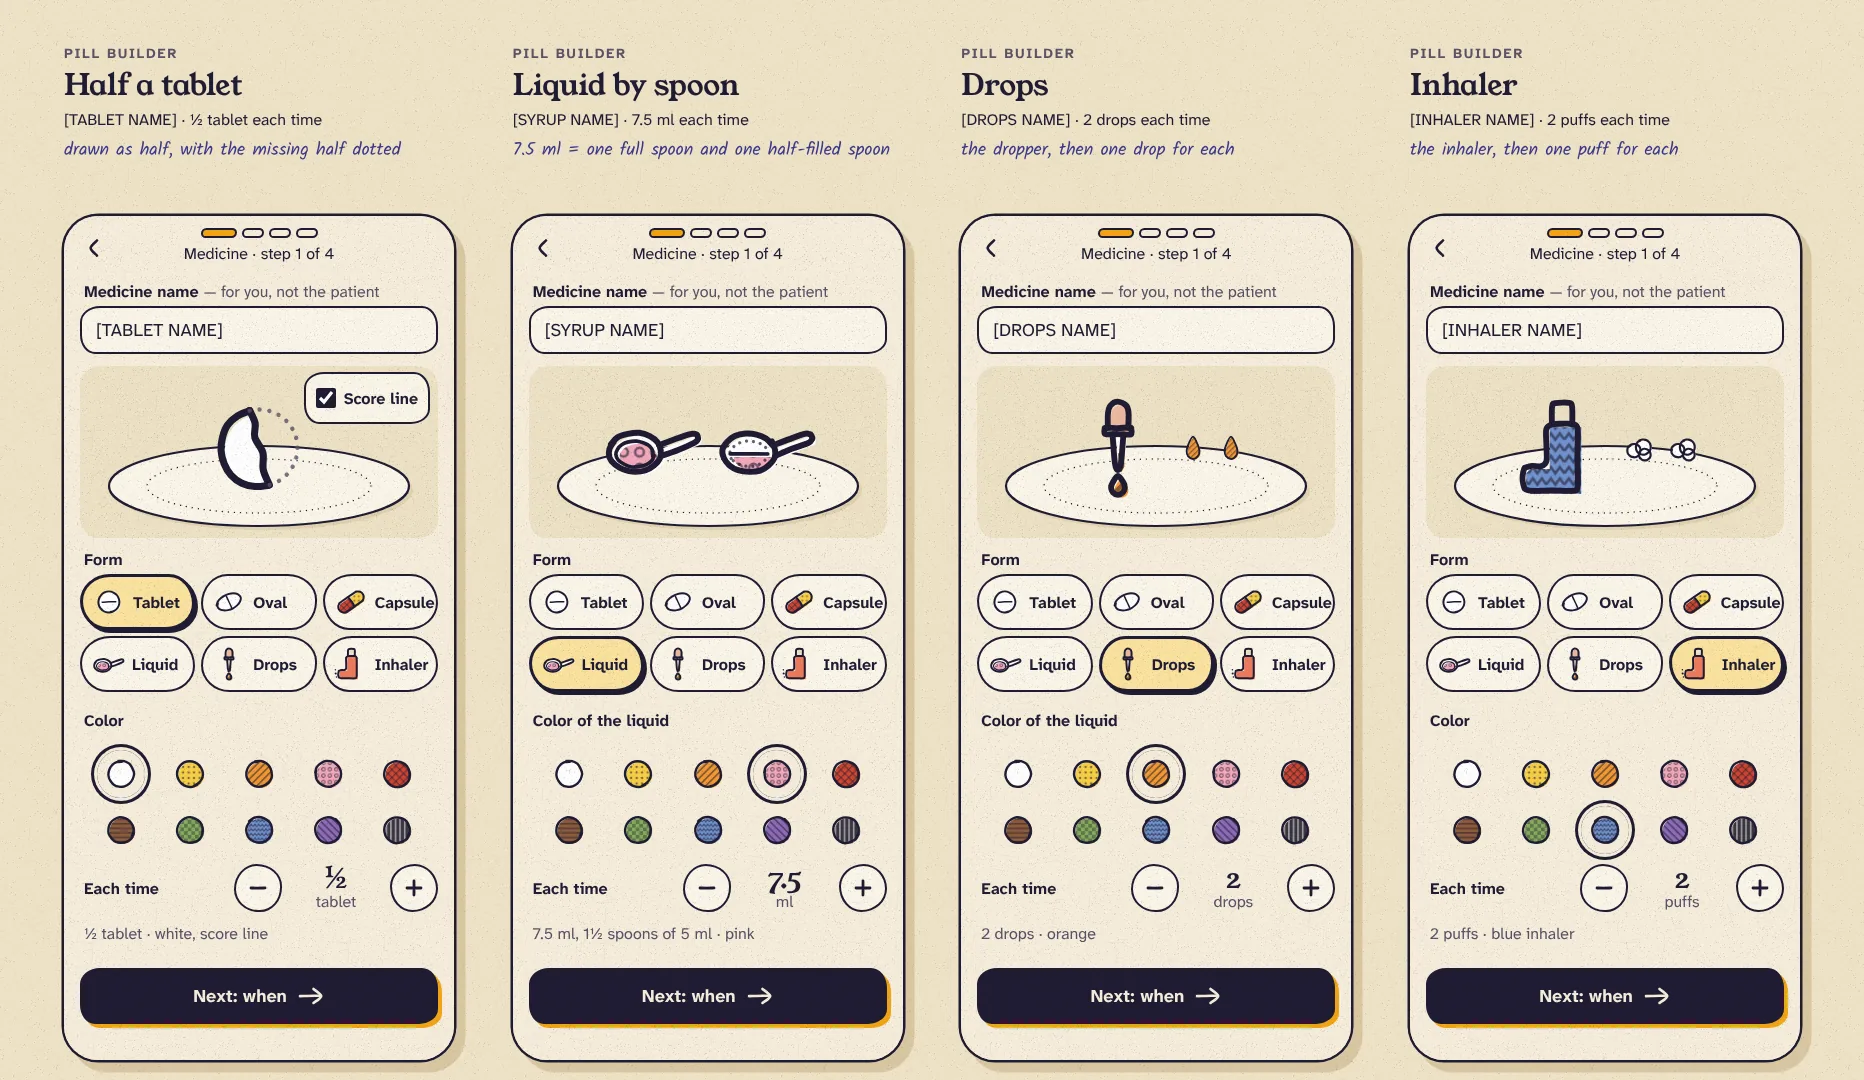 PILL BUILDER
Half a tablet
[TABLET NAME] · ½ tablet each time
drawn as half, with the missing half dotted
Medicine · step 1 of 4
Medicine name — for you, not the patient
[TABLET NAME]
Score line
Form
Tablet
Oval
Capsule
Liquid
Drops
Inhaler
Color
Each time
½
tablet
½ tablet · white, score line
Next: when
PILL BUILDER
Liquid by spoon
[SYRUP NAME] · 7.5 ml each time
7.5 ml = one full spoon and one half-filled spoon
Medicine · step 1 of 4
Medicine name — for you, not the patient
[SYRUP NAME]
Form
Tablet
Oval
Capsule
Liquid
Drops
Inhaler
Color of the liquid
Each time
7.5
ml
7.5 ml, 1½ spoons of 5 ml · pink
Next: when
PILL BUILDER
Drops
[DROPS NAME] · 2 drops each time
the dropper, then one drop for each
Medicine · step 1 of 4
Medicine name — for you, not the patient
[DROPS NAME]
Form
Tablet
Oval
Capsule
Liquid
Drops
Inhaler
Color of the liquid
Each time
2
drops
2 drops · orange
Next: when
PILL BUILDER
Inhaler
[INHALER NAME] · 2 puffs each time
the inhaler, then one puff for each
Medicine · step 1 of 4
Medicine name — for you, not the patient
[INHALER NAME]
Form
Tablet
Oval
Capsule
Liquid
Drops
Inhaler
Color
Each time
2
puffs
2 puffs · blue inhaler
Next: when